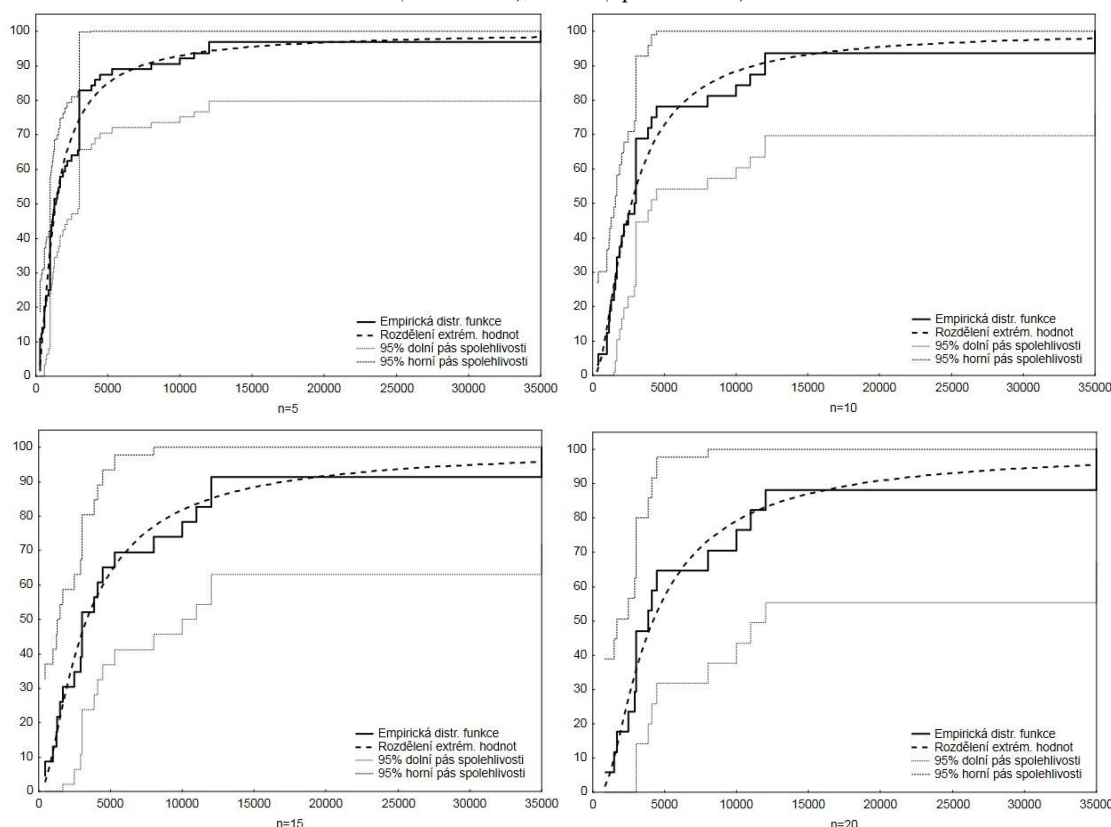 100
90
80
70
60
50
40
30
20
10
0
Empirická distr. funkce
Rozdělení extrém. hodnot
95% dolní pás spolehlivosti
95% horní pás spolehlivosti
0 5000 10000 15000 20000 25000 30000 35000
n=5
100
90
80
70
60
50
40
30
20
10
0
Empirická distr. funkce
Rozdělení extrém. hodnot
95% dolní pás spolehlivosti
95% horní pás spolehlivosti
0 5000 10000 15000 20000 25000 30000 35000
n=10
100
90
80
70
60
50
40
30
20
10
0
Empirická distr. funkce
Rozdělení extrém. hodnot
95% dolní pás spolehlivosti
95% horní pás spolehlivosti
0 5000 10000 15000 20000 25000 30000 35000
n=15
100
90
80
70
60
50
40
30
20
10
0
Empirická distr. funkce
Rozdělení extrém. hodnot
95% dolní pás spolehlivosti
95% horní pás spolehlivosti
0 5000 10000 15000 20000 25000 30000 35000
n=20